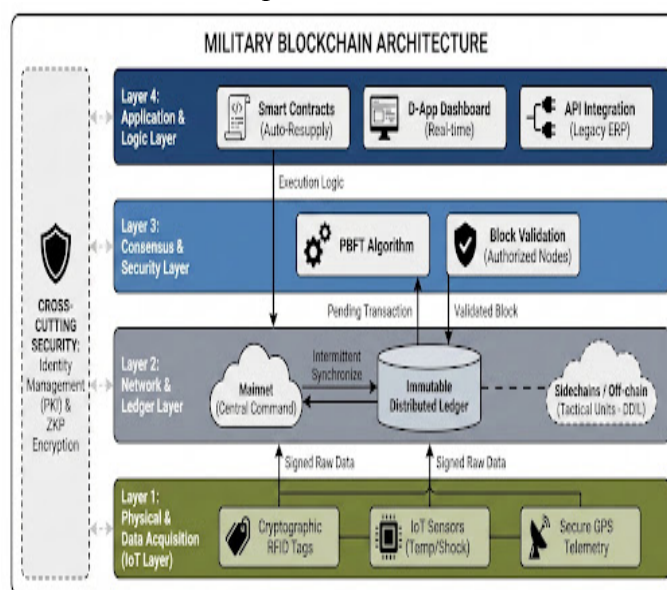 MILITARY BLOCKCHAIN ARCHITECTURE
Layer 4:
Application &
Logic Layer
Smart Contracts
(Auto-Resupply)
D-App Dashboard
(Real-time)
API Integration
(Legacy ERP)
Execution Logic
Layer 3:
Consensus &
Security Layer
PBFT Algorithm
Block Validation
(Authorized Nodes)
Pending Transaction
Validated Block
CROSS-
CUTTING
SECURITY:
Identity
Management
(PKI) &
ZKP
Encryption
Layer 2:
Network &
Ledger Layer
Mainnet
(Central Command)
Intermittent
Synchronize
Immutable
Distributed Ledger
Sidechains / Off-chain
(Tactical Units - DDIL)
Signed Raw Data
Signed Raw Data
Layer 1:
Physical &
Data Acquisition
(IoT Layer)
Cryptographic
RFID Tags
IoT Sensors
(Temp/Shock)
Secure GPS
Telemetry